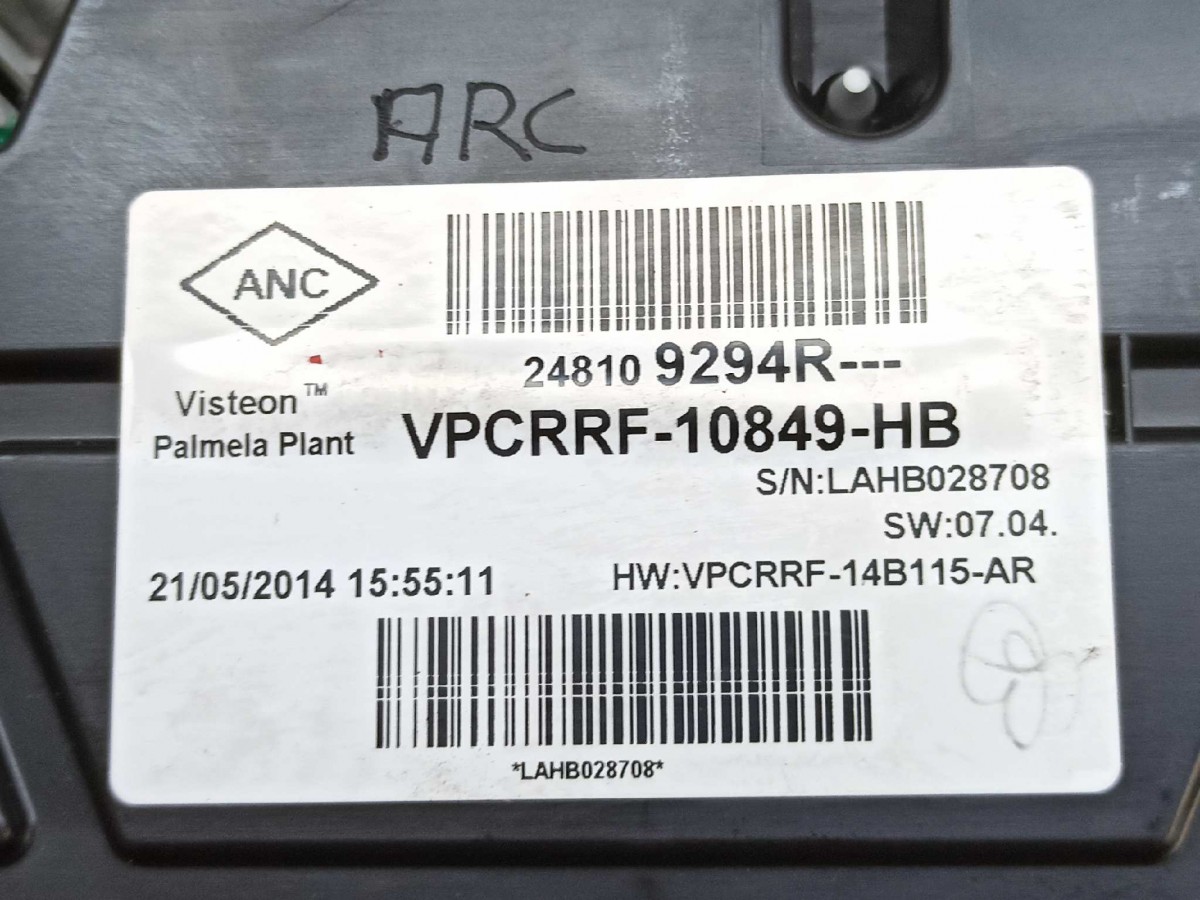 ARC
ANC
24810 9294R---
Visteon™
Palmela Plant
VPCRRF-10849-HB
S/N:LAHB028708
SW:07.04.
21/05/2014 15:55:11
HW:VPCRRF-14B115-AR
*LAHB028708*